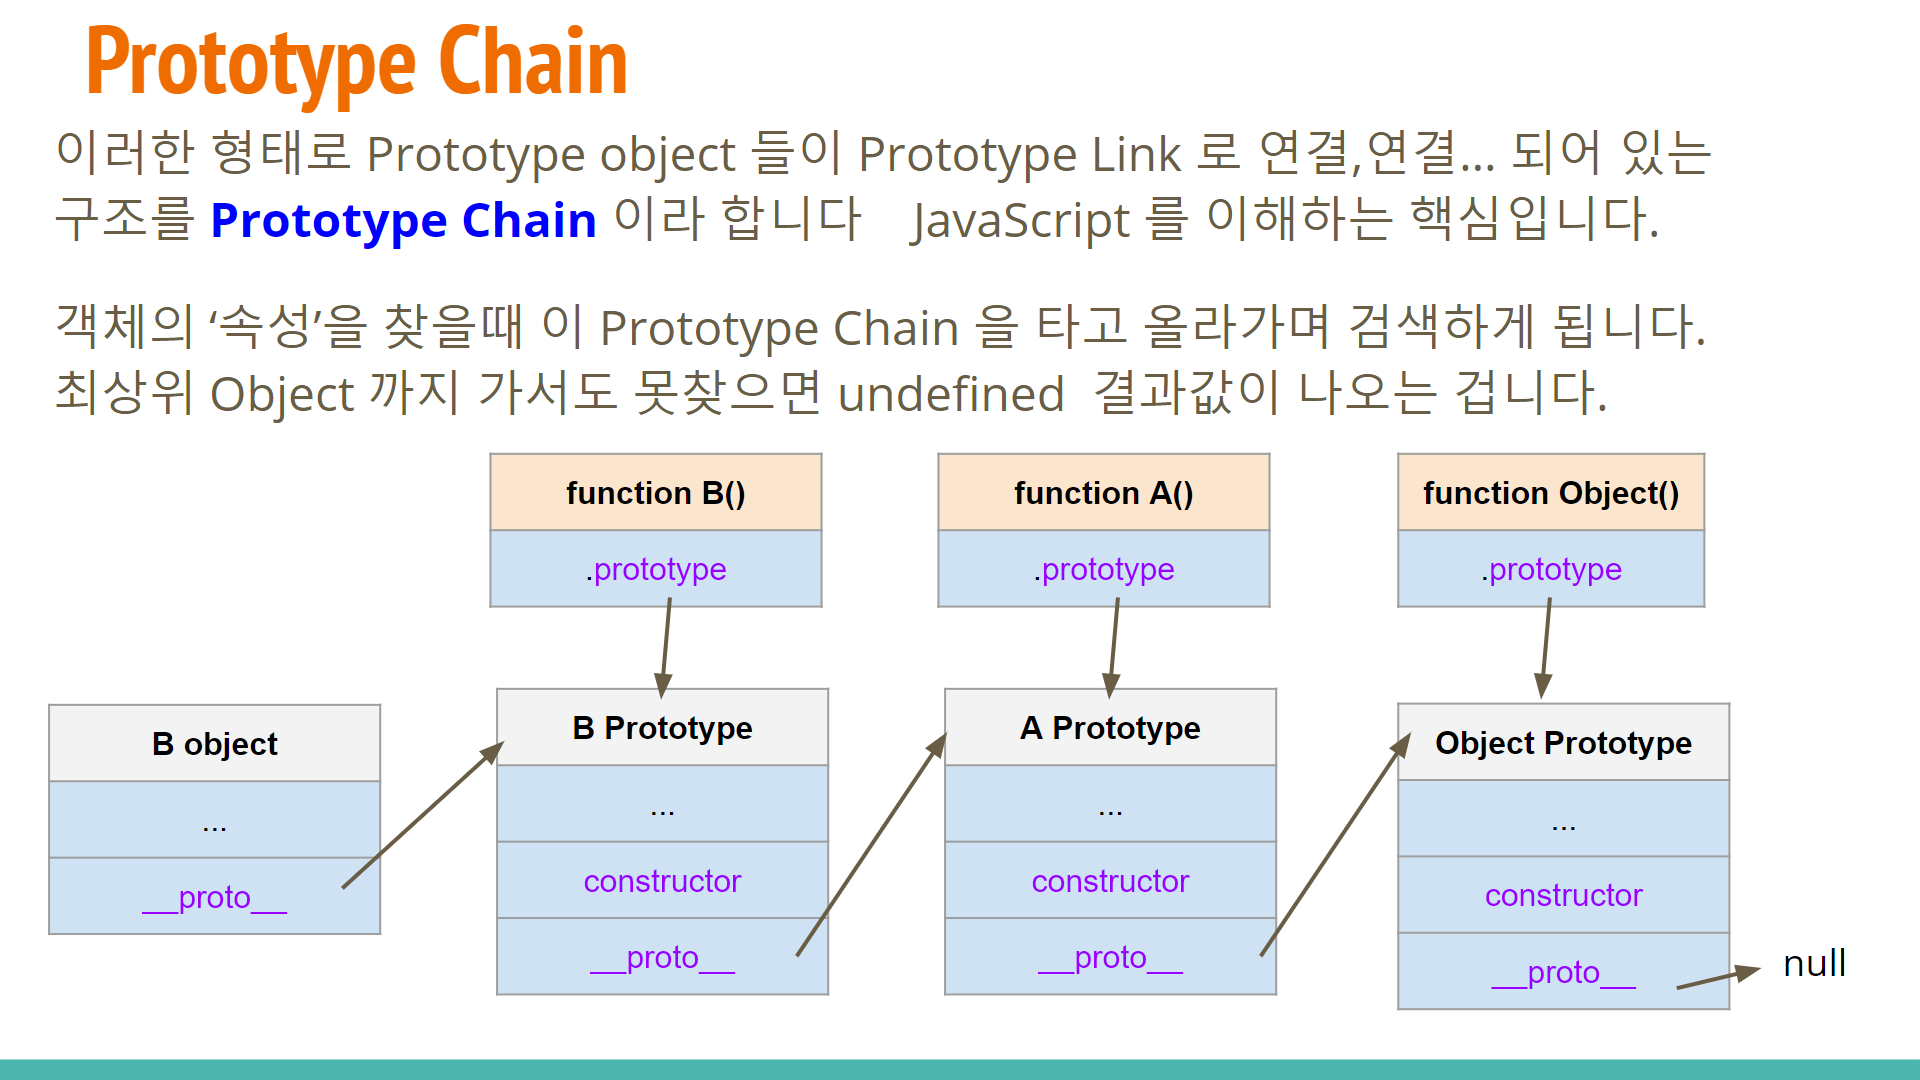 Prototype Chain
이러한 형태로 Prototype object 들이 Prototype Link 로 연결,연결... 되어 있는
구조를 Prototype Chain 이라 합니다 JavaScript 를 이해하는 핵심입니다.
객체의 ‘속성’을 찾을때 이 Prototype Chain 을 타고 올라가며 검색하게 됩니다.
최상위 Object 까지 가서도 못찾으면 undefined 결과값이 나오는 겁니다.
function B()
.prototype
function A()
.prototype
function Object()
.prototype
B object
...
__proto__
B Prototype
...
constructor
__proto__
A Prototype
...
constructor
__proto__
Object Prototype
...
constructor
__proto__
null